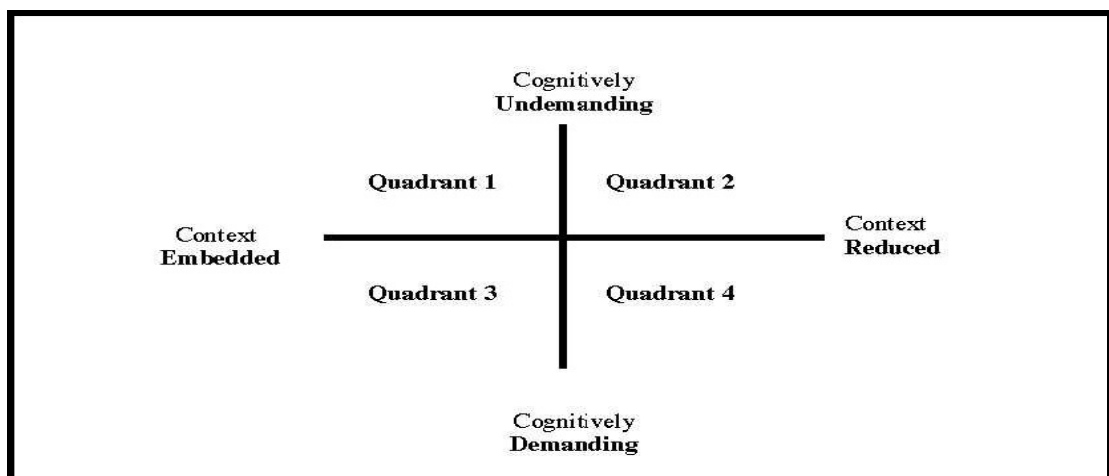 Cognitively
Undemanding
Quadrant 1
Quadrant 2
Context
Embedded
Context
Reduced
Quadrant 3
Quadrant 4
Cognitively
Demanding